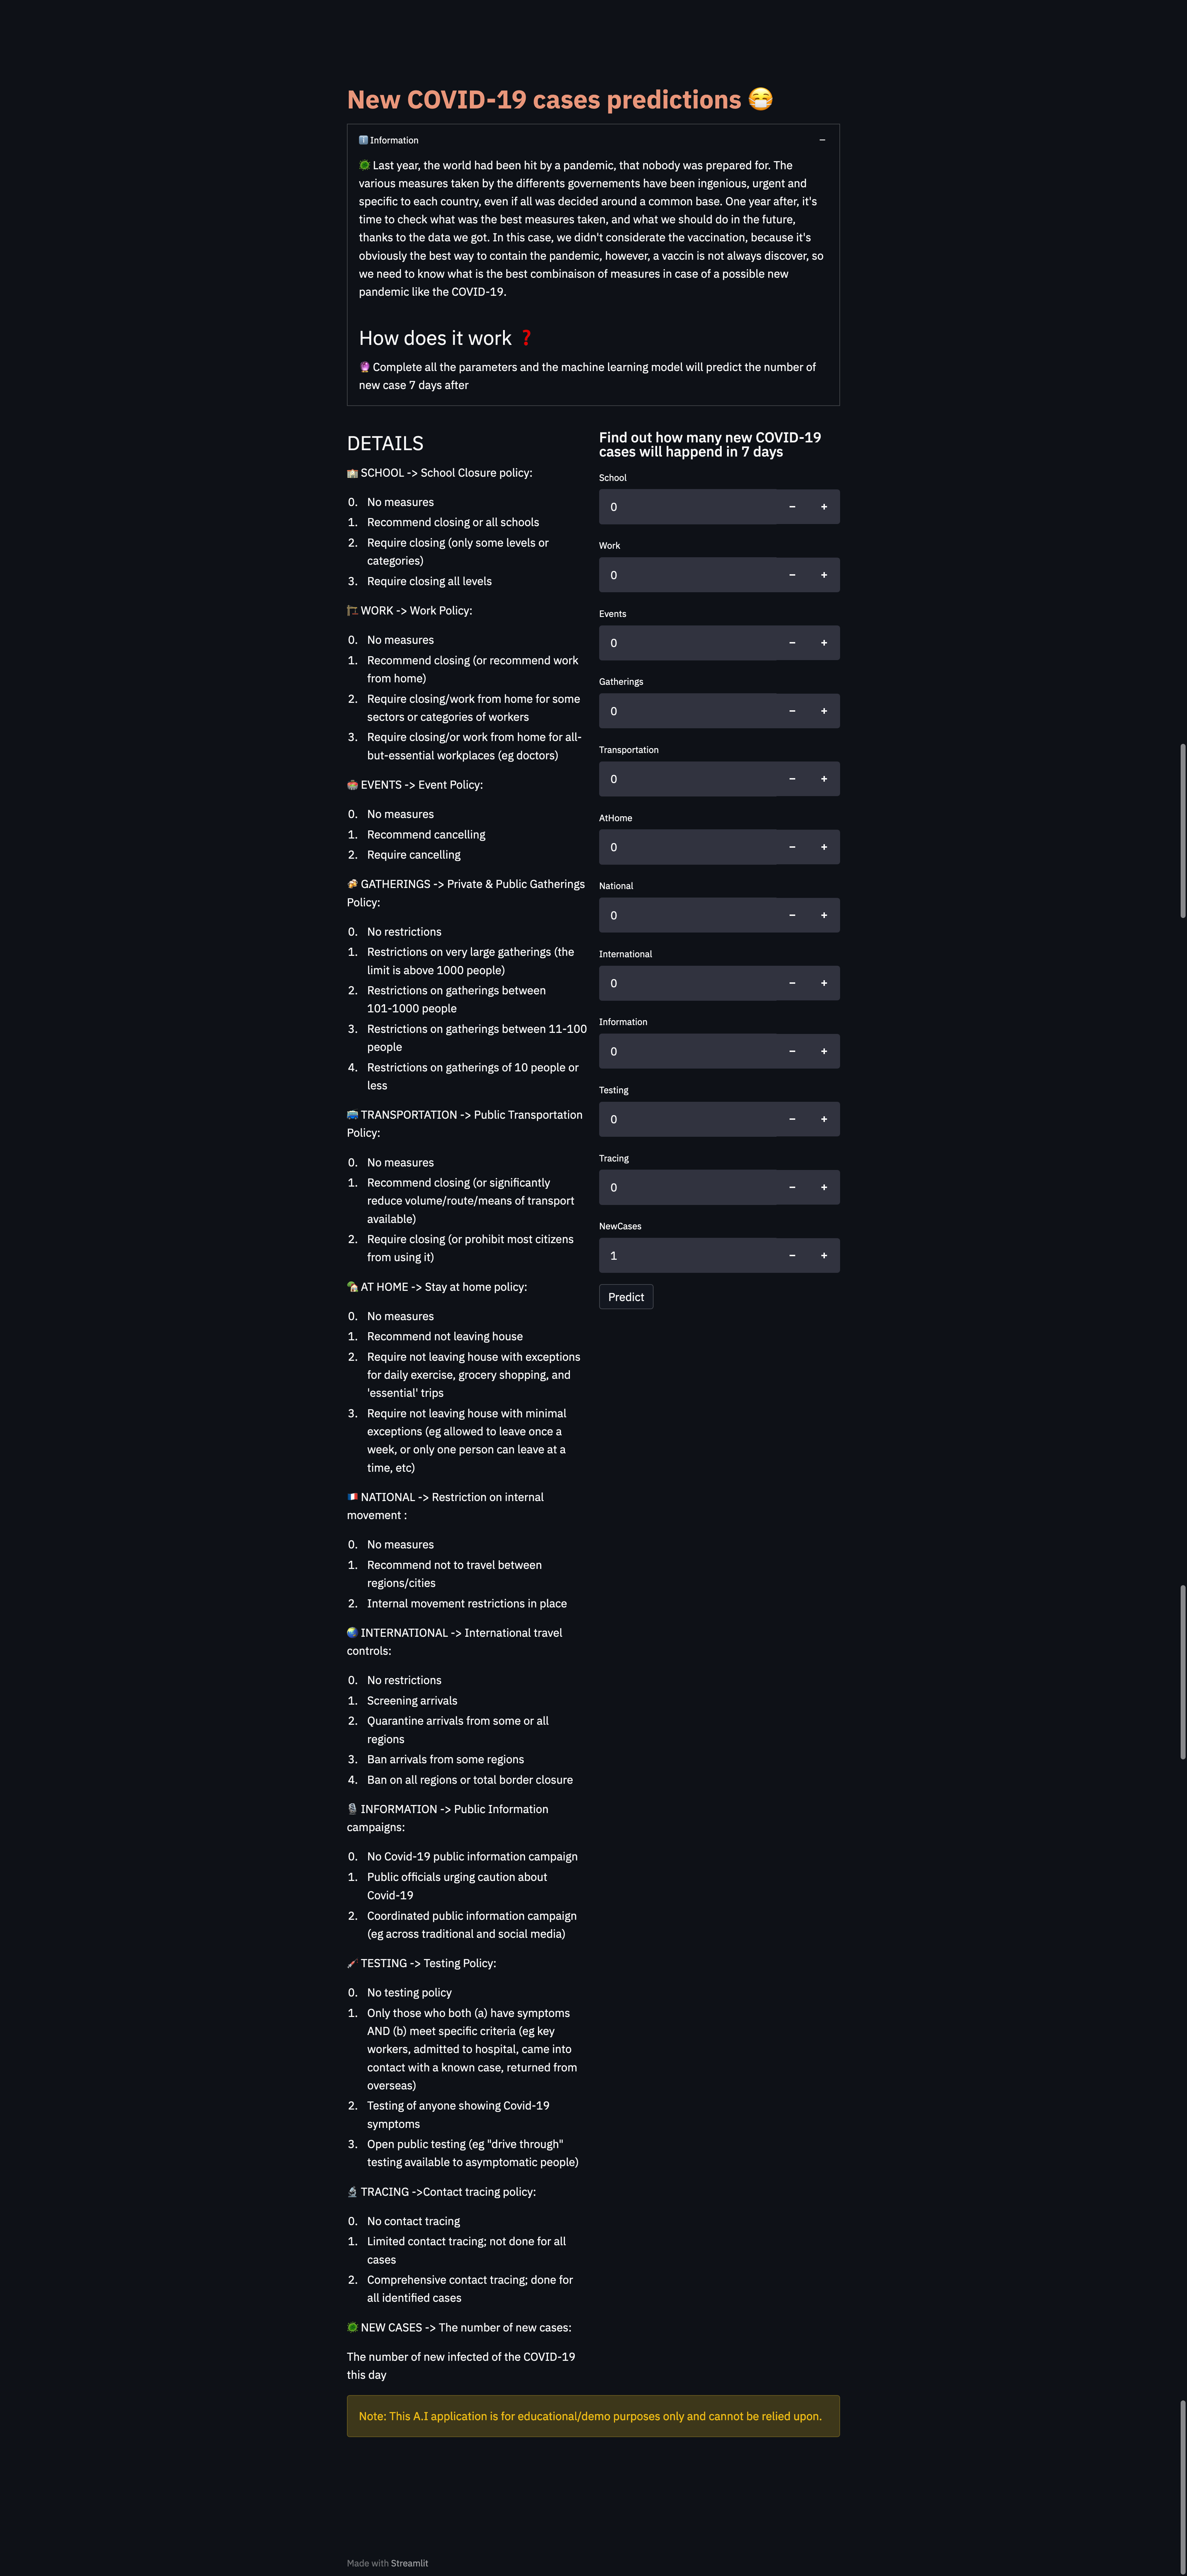 New COVID-19 cases predictions
Information
Last year, the world had been hit by a pandemic, that nobody was prepared for. The
various measures taken by the differents governements have been ingenious, urgent and
specific to each country, even if all was decided around a common base. One year after, it's
time to check what was the best measures taken, and what we should do in the future,
thanks to the data we got. In this case, we didn't considerate the vaccination, because it's
obviously the best way to contain the pandemic, however, a vaccin is not always discover, so
we need to know what is the best combinaison of measures in case of a possible new
pandemic like the COVID-19.
How does it work ❓
Complete all the parameters and the machine learning model will predict the number of
new case 7 days after
DETAILS
SCHOOL -> School Closure policy:
0. No measures
1. Recommend closing or all schools
2. Require closing (only some levels or
categories)
3. Require closing all levels
WORK -> Work Policy:
0. No measures
1. Recommend closing (or recommend work
from home)
2. Require closing/work from home for some
sectors or categories of workers
3. Require closing/or work from home for all-
but-essential workplaces (eg doctors)
EVENTS -> Event Policy:
0. No measures
1. Recommend cancelling
2. Require cancelling
GATHERINGS -> Private & Public Gatherings
Policy:
0. No restrictions
1. Restrictions on very large gatherings (the
limit is above 1000 people)
2. Restrictions on gatherings between
101-1000 people
3. Restrictions on gatherings between 11-100
people
4. Restrictions on gatherings of 10 people or
less
TRANSPORTATION -> Public Transportation
Policy:
0. No measures
1. Recommend closing (or significantly
reduce volume/route/means of transport
available)
2. Require closing (or prohibit most citizens
from using it)
AT HOME -> Stay at home policy:
0. No measures
1. Recommend not leaving house
2. Require not leaving house with exceptions
for daily exercise, grocery shopping, and
'essential' trips
3. Require not leaving house with minimal
exceptions (eg allowed to leave once a
week, or only one person can leave at a
time, etc)
NATIONAL -> Restriction on internal
movement :
0. No measures
1. Recommend not to travel between
regions/cities
2. Internal movement restrictions in place
INTERNATIONAL -> International travel
controls:
0. No restrictions
1. Screening arrivals
2. Quarantine arrivals from some or all
regions
3. Ban arrivals from some regions
4. Ban on all regions or total border closure
INFORMATION -> Public Information
campaigns:
0. No Covid-19 public information campaign
1. Public officials urging caution about
Covid-19
2. Coordinated public information campaign
(eg across traditional and social media)
TESTING -> Testing Policy:
0. No testing policy
1. Only those who both (a) have symptoms
AND (b) meet specific criteria (eg key
workers, admitted to hospital, came into
contact with a known case, returned from
overseas)
2. Testing of anyone showing Covid-19
symptoms
3. Open public testing (eg "drive through"
testing available to asymptomatic people)
TRACING ->Contact tracing policy:
0. No contact tracing
1. Limited contact tracing; not done for all
cases
2. Comprehensive contact tracing; done for
all identified cases
NEW CASES -> The number of new cases:
The number of new infected of the COVID-19
this day
Find out how many new COVID-19
cases will happend in 7 days
School
0
Work
0
Events
0
Gatherings
0
Transportation
0
AtHome
0
National
0
International
0
Information
0
Testing
0
Tracing
0
NewCases
1
Predict
Note: This A.I application is for educational/demo purposes only and cannot be relied upon.
Made with Streamlit